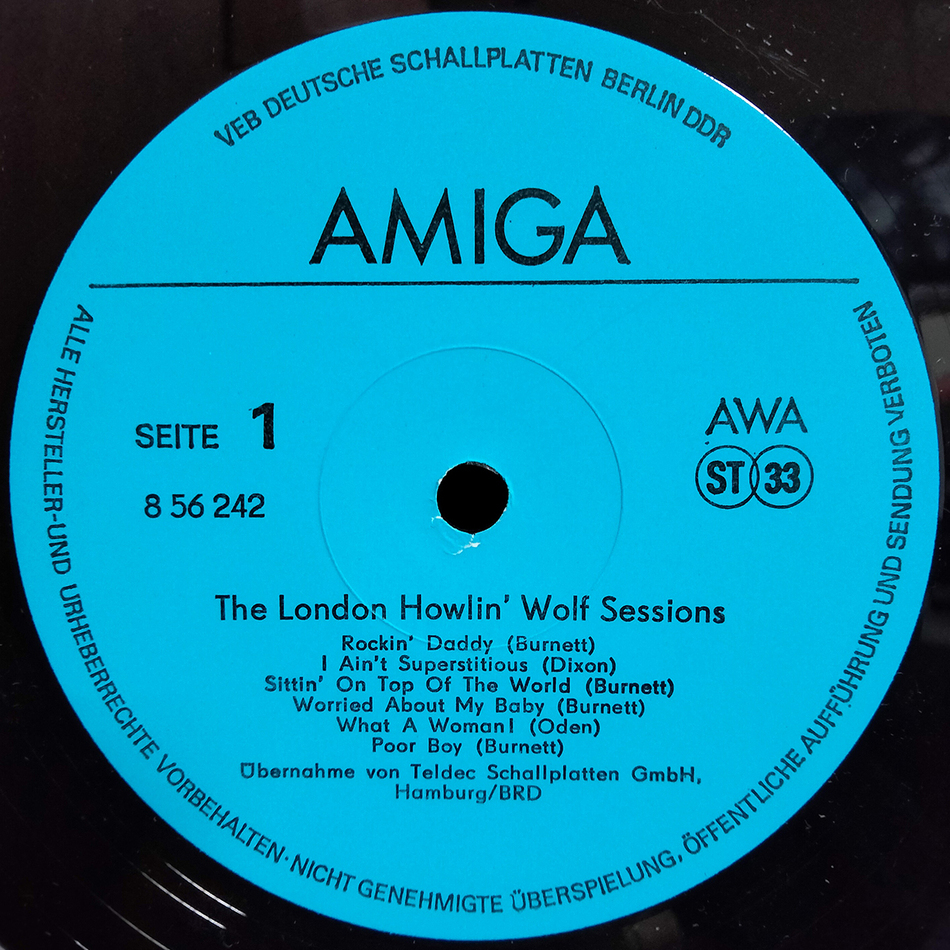 VEB DEUTSCHE SCHALLPLATTEN BERLIN DDR
AMIGA
SEITE 1
8 56 242
AWA
ST 33
The London Howlin' Wolf Sessions
Rockin' Daddy (Burnett)
I Ain't Superstitious (Dixon)
Sittin' On Top Of The World (Burnett)
Worried About My Baby (Burnett)
What A Woman! (Oden)
Poor Boy (Burnett)
Übernahme von Teldec Schallplatten GmbH,
Hamburg/BRD
ALLE HERSTELLER-UND URHEBERRECHTE VORBEHALTEN·NICHT GENEHMIGTE ÜBERSPIELUNG, ÖFFENTLICHE AUFFÜHRUNG UND SENDUNG VERBOTEN